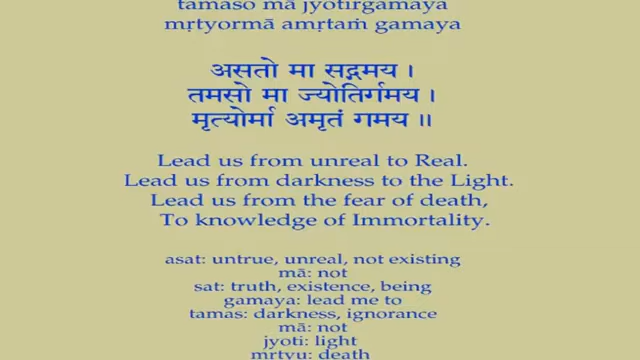 tamaso mā jyotirgamaya
mṛtyormā amṛtaṁ gamaya
असतो मा सद्गमय ।
तमसो मा ज्योतिर्गमय ।
मृत्योर्मा अमृतं गमय ॥
Lead us from unreal to Real.
Lead us from darkness to the Light.
Lead us from the fear of death,
To knowledge of Immortality.
asat: untrue, unreal, not existing
mā: not
sat: truth, existence, being
gamaya: lead me to
tamas: darkness, ignorance
mā: not
jyoti: light
mṛtyu: death